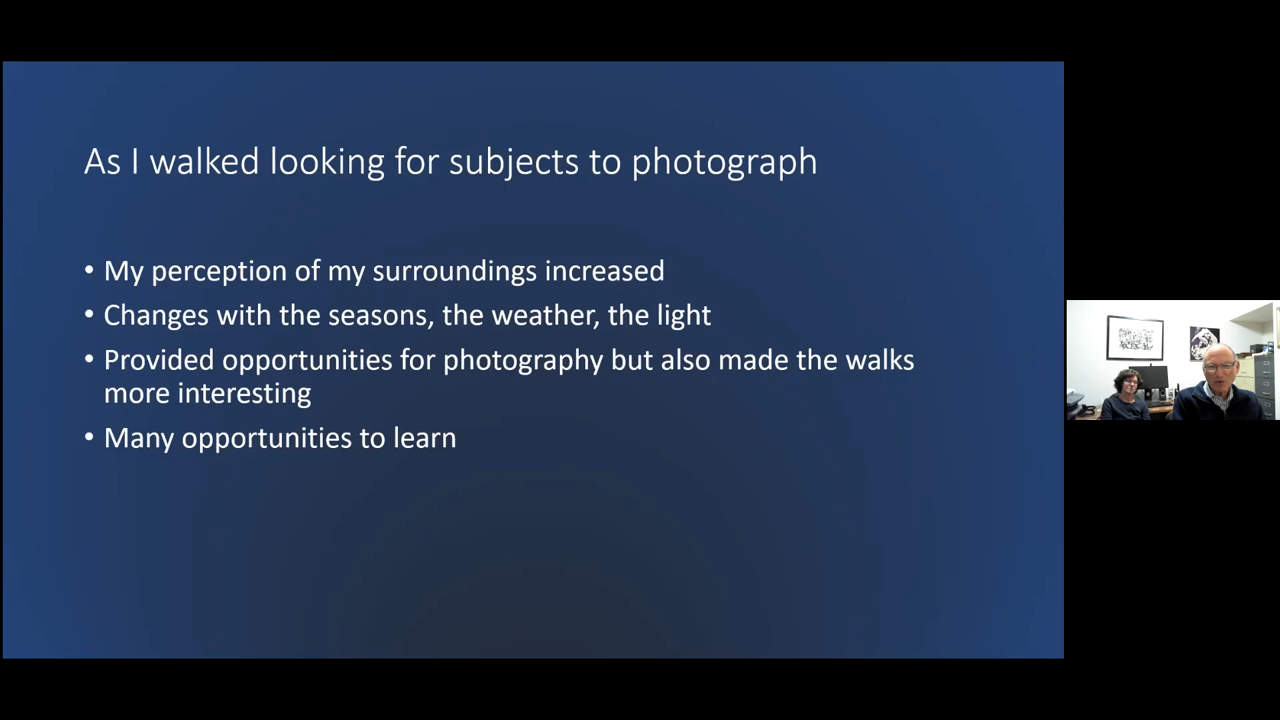 As I walked looking for subjects to photograph
• My perception of my surroundings increased
• Changes with the seasons, the weather, the light
• Provided opportunities for photography but also made the walks
more interesting
• Many opportunities to learn